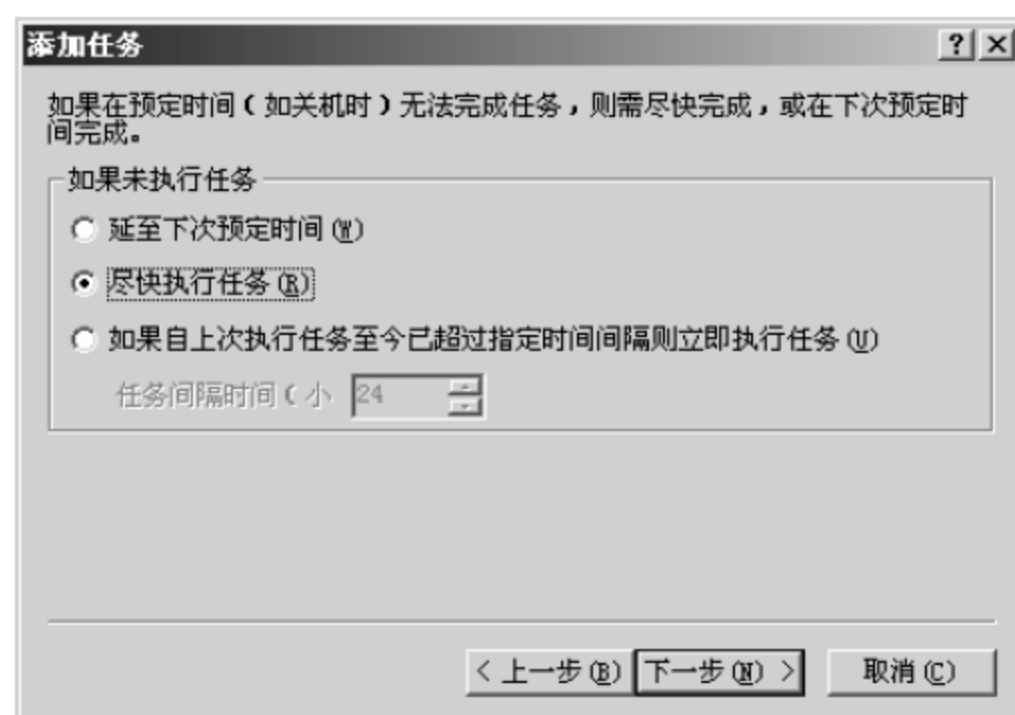 添加任务
如果在预定时间(如关机时)无法完成任务,则需尽快完成,或在下次预定时
间完成。
如果未执行任务
延至下次预定时间(W)
尽快执行任务(R)
如果自上次执行任务至今已超过指定时间间隔则立即执行任务(U)
任务间隔时间(小 24
< 上一步(B) 下一步(N) > 取消(C)